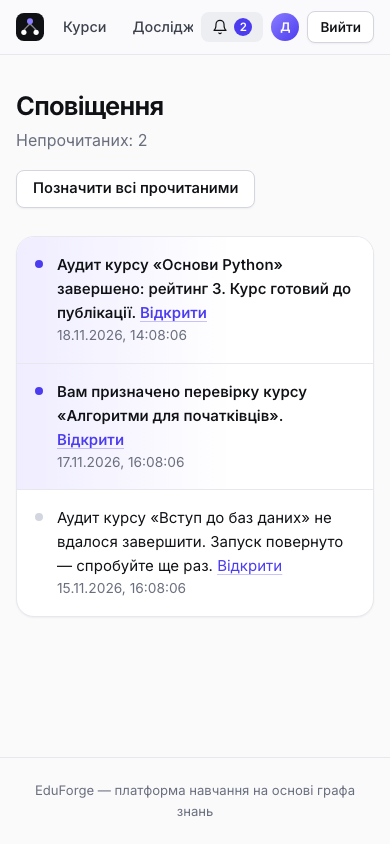 Курси Дослідж 2 Д Вийти
Сповіщення
Непрочитаних: 2
Позначити всі прочитаними
Аудит курсу «Основи Python»
завершено: рейтинг 3. Курс готовий до
публікації. Відкрити
18.11.2026, 14:08:06
Вам призначено перевірку курсу
«Алгоритми для початківців».
Відкрити
17.11.2026, 16:08:06
Аудит курсу «Вступ до баз даних» не
вдалося завершити. Запуск повернуто
— спробуйте ще раз. Відкрити
15.11.2026, 16:08:06
EduForge — платформа навчання на основі графа
знань